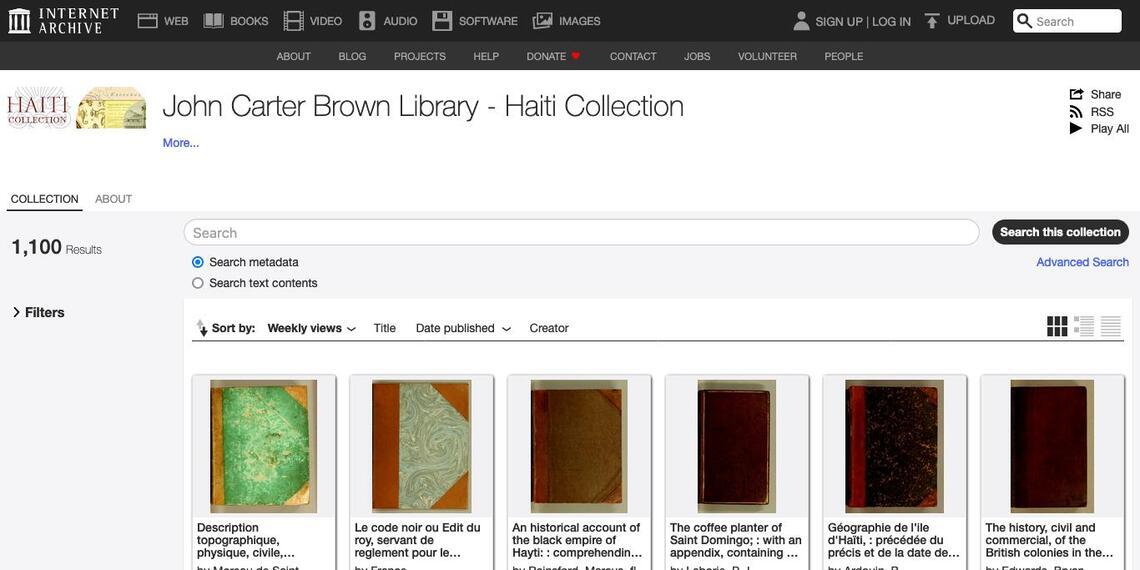 INTERNET
ARCHIVE
WEB BOOKS VIDEO AUDIO SOFTWARE IMAGES SIGN UP | LOG IN UPLOAD Search
ABOUT BLOG PROJECTS HELP DONATE CONTACT JOBS VOLUNTEER PEOPLE
HAITI
COLLECTION
John Carter Brown Library - Haiti Collection
More...
Share
RSS
Play All
COLLECTION ABOUT
1,100 Results
Filters
Search
Search this collection
Search metadata
Advanced Search
Search text contents
Sort by: Weekly views Title Date published Creator
Description
topographique,
physique, civile,...
by Moreau de Saint
Le code noir ou Edit du
roy, servant de
reglement pour le...
by France
An historical account of
the black empire of
Hayti: : comprehendin...
by Rainsford, Marcus, fl
The coffee planter of
Saint Domingo; : with an
appendix, containing ...
by Laborie, P. J.
Géographie de l'ile
d'Haïti, : précédée du
précis et de la date de...
by Ardouin, B.
The history, civil and
commercial, of the
British colonies in the...
by Edwards, Bryan